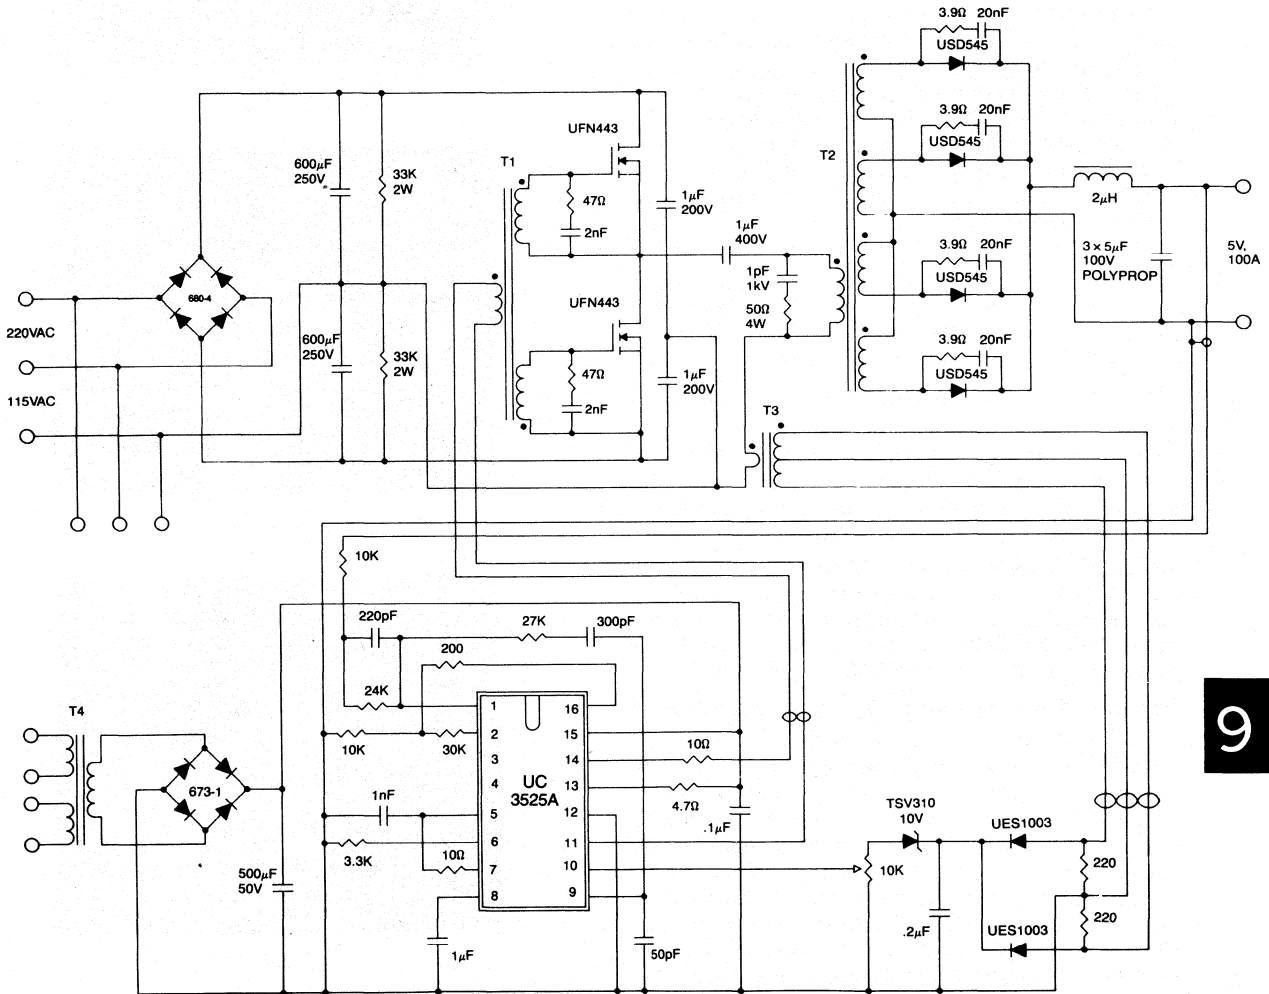 3.9Ω 20nF
USD545
3.9Ω 20nF
USD545
3.9Ω 20nF
USD545
3.9Ω 20nF
USD545
T2
2μH
3 × 5μF
100V
POLYPROP
5V,
100A
UFN443
T1
600μF
250V
33K
2W
47Ω
2nF
1μF
200V
1μF
400V
1pF
1kV
50Ω
4W
680-4
220VAC
115VAC
600μF
250V
33K
2W
UFN443
47Ω
2nF
1μF
200V
T3
10K
220pF
27K
300pF
200
24K
10K
30K
1nF
3.3K
10Ω
1
2
3
4
5
6
7
8
16
15
14
13
12
11
10
9
UC
3525A
10Ω
4.7Ω
.1μF
T4
673-1
500μF
50V
1μF
50pF
TSV310
10V
10K
.2μF
UES1003
UES1003
220
220
9